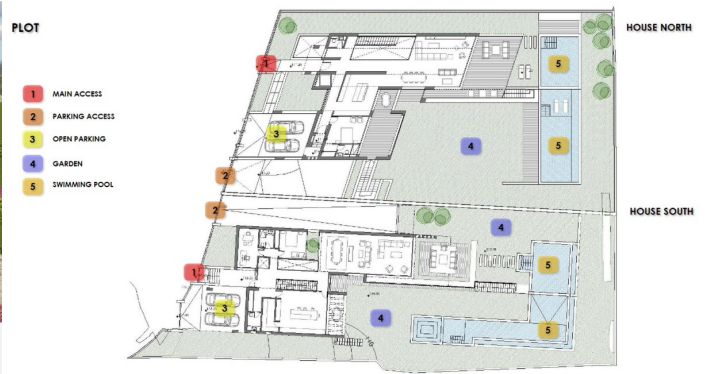 PLOT
HOUSE NORTH
1 MAIN ACCESS
2 PARKING ACCESS
3 OPEN PARKING
4 GARDEN
5 SWIMMING POOL
HOUSE SOUTH
1
5
3
4
5
2
2
4
5
1
3
4
5